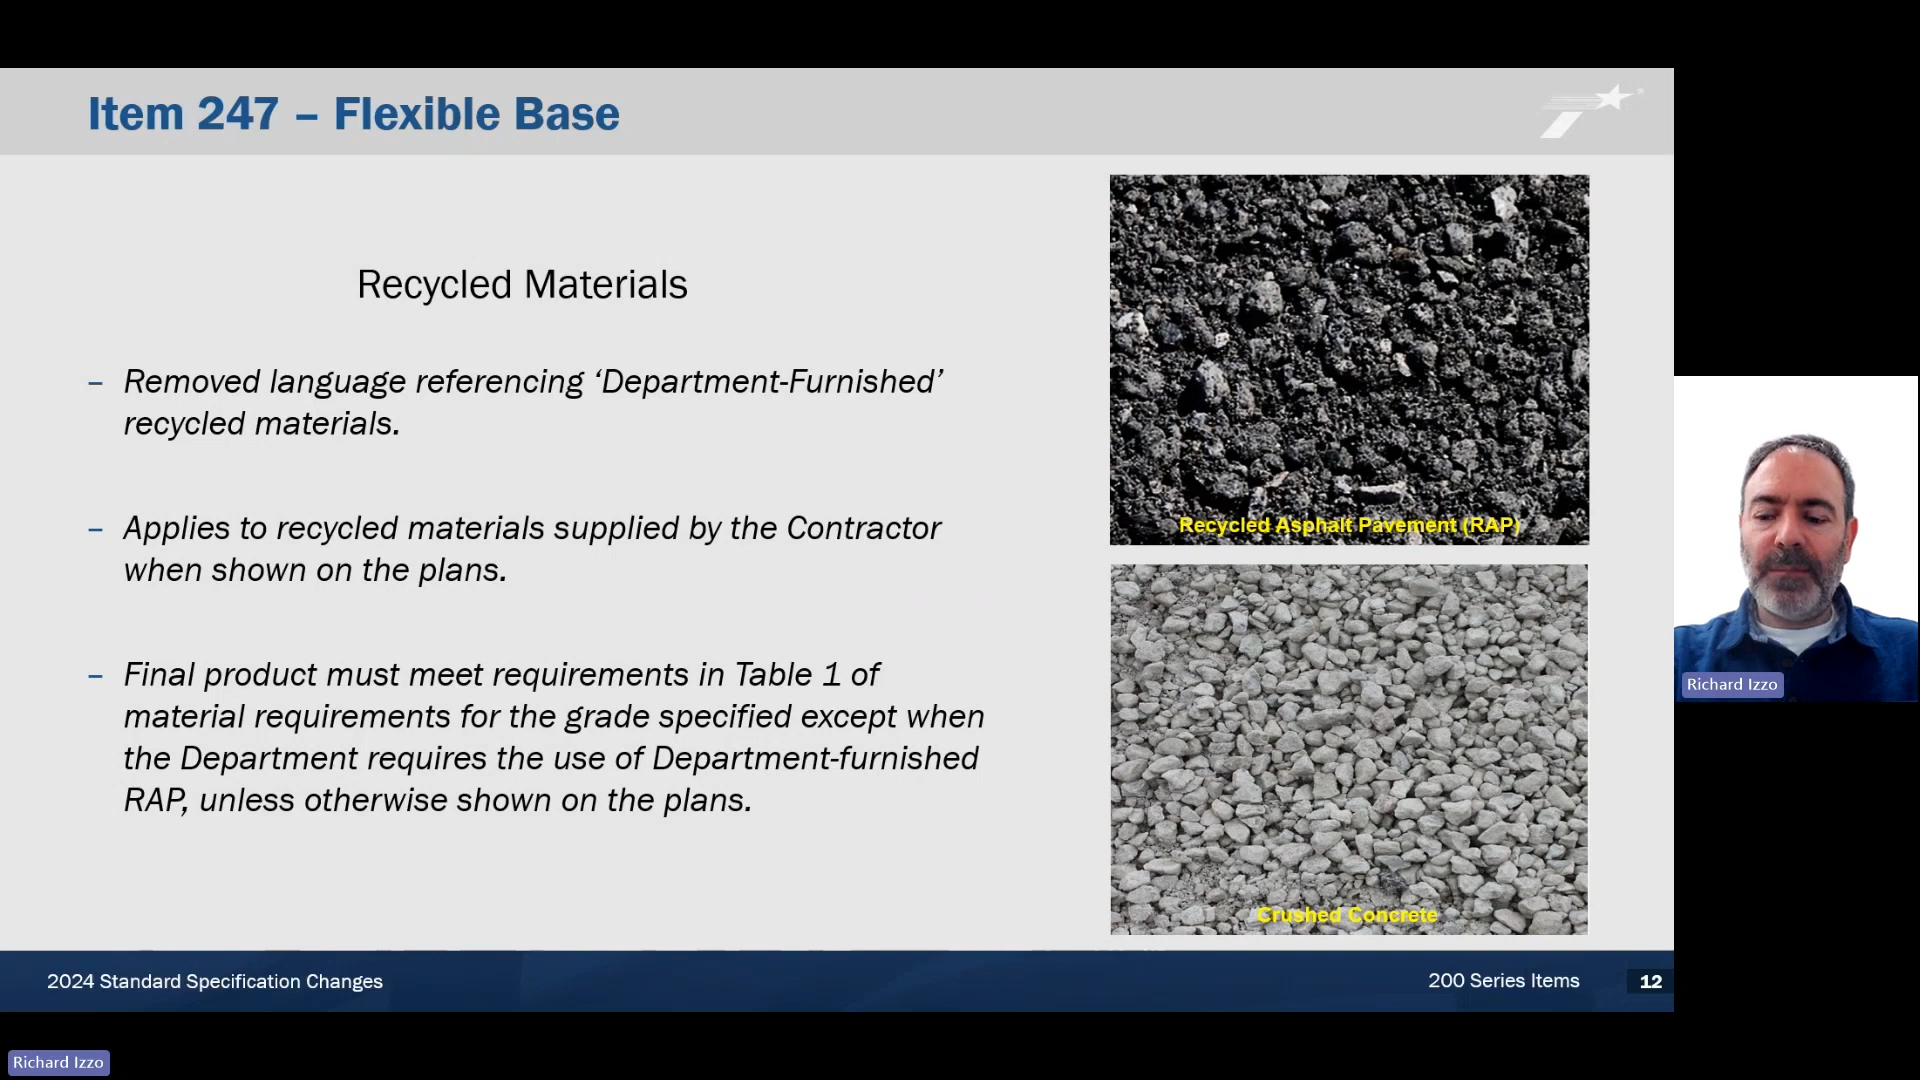 Item 247 – Flexible Base
Recycled Materials
– Removed language referencing ‘Department-Furnished’
recycled materials.
– Applies to recycled materials supplied by the Contractor
when shown on the plans.
– Final product must meet requirements in Table 1 of
material requirements for the grade specified except when
the Department requires the use of Department-furnished
RAP, unless otherwise shown on the plans.
Recycled Asphalt Pavement (RAP)
Crushed Concrete
Richard Izzo
2024 Standard Specification Changes
200 Series Items
12
Richard Izzo